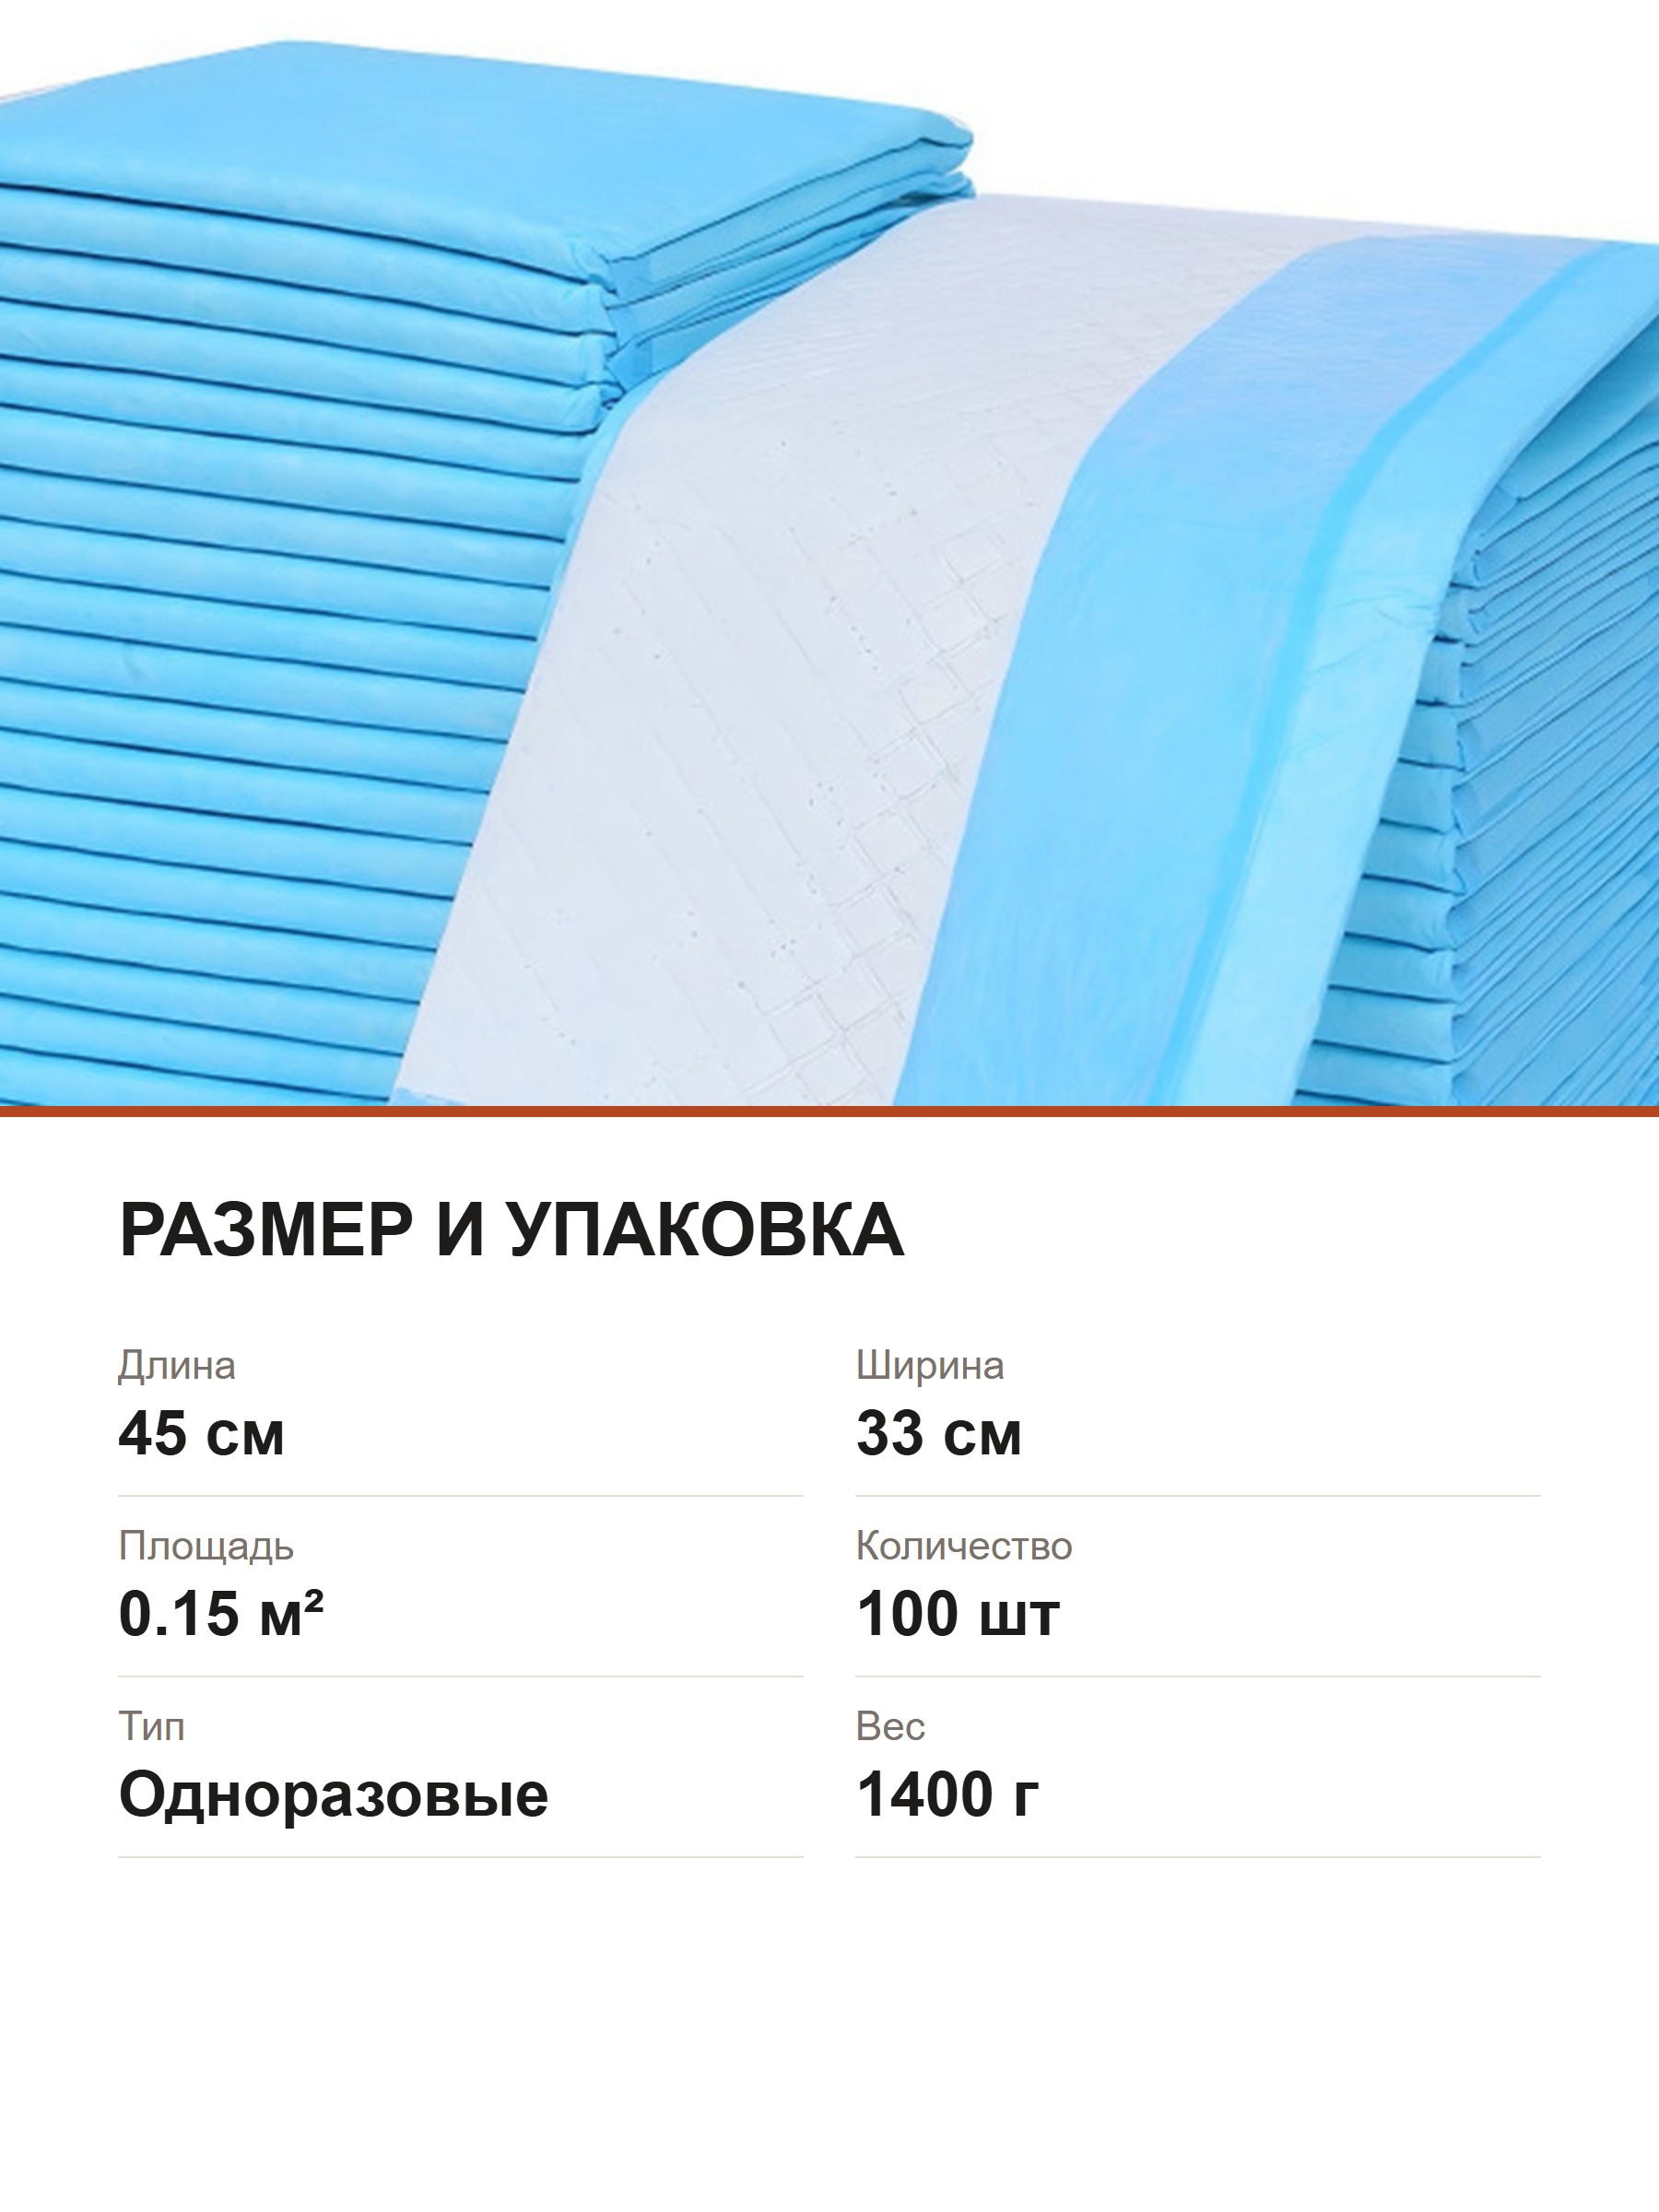 РАЗМЕР И УПАКОВКА
Длина
45 см
Ширина
33 см
Площадь
0.15 м²
Количество
100 шт
Тип
Одноразовые
Вес
1400 г